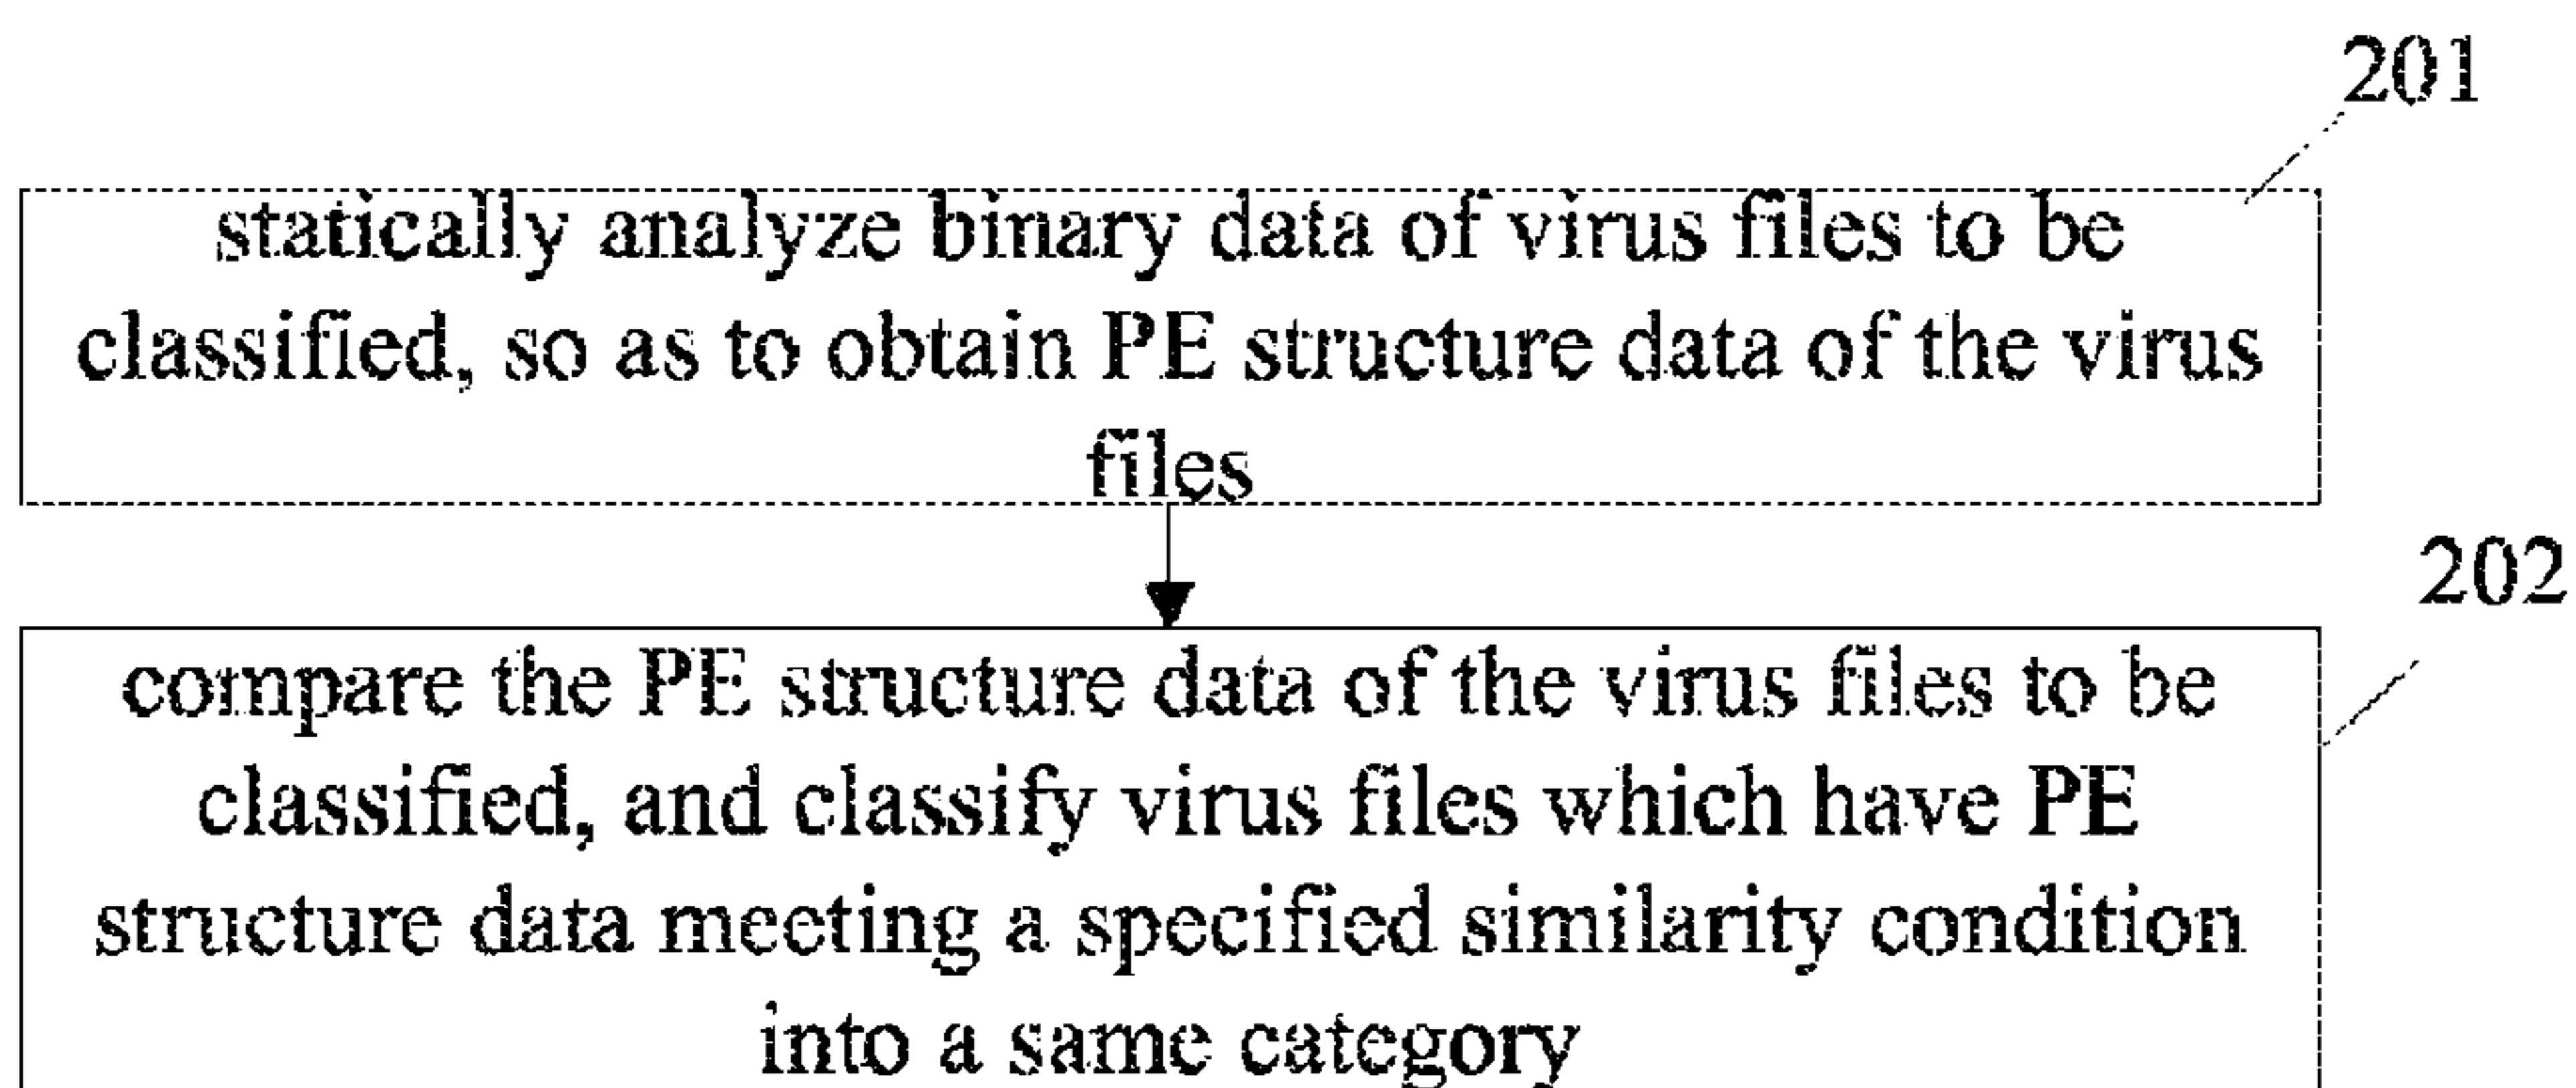 201
statically analyze binary data of virus files to be
classified, so as to obtain PE structure data of the virus
files
202
compare the PE structure data of the virus files to be
classified, and classify virus files which have PE
structure data meeting a specified similarity condition
into a same category